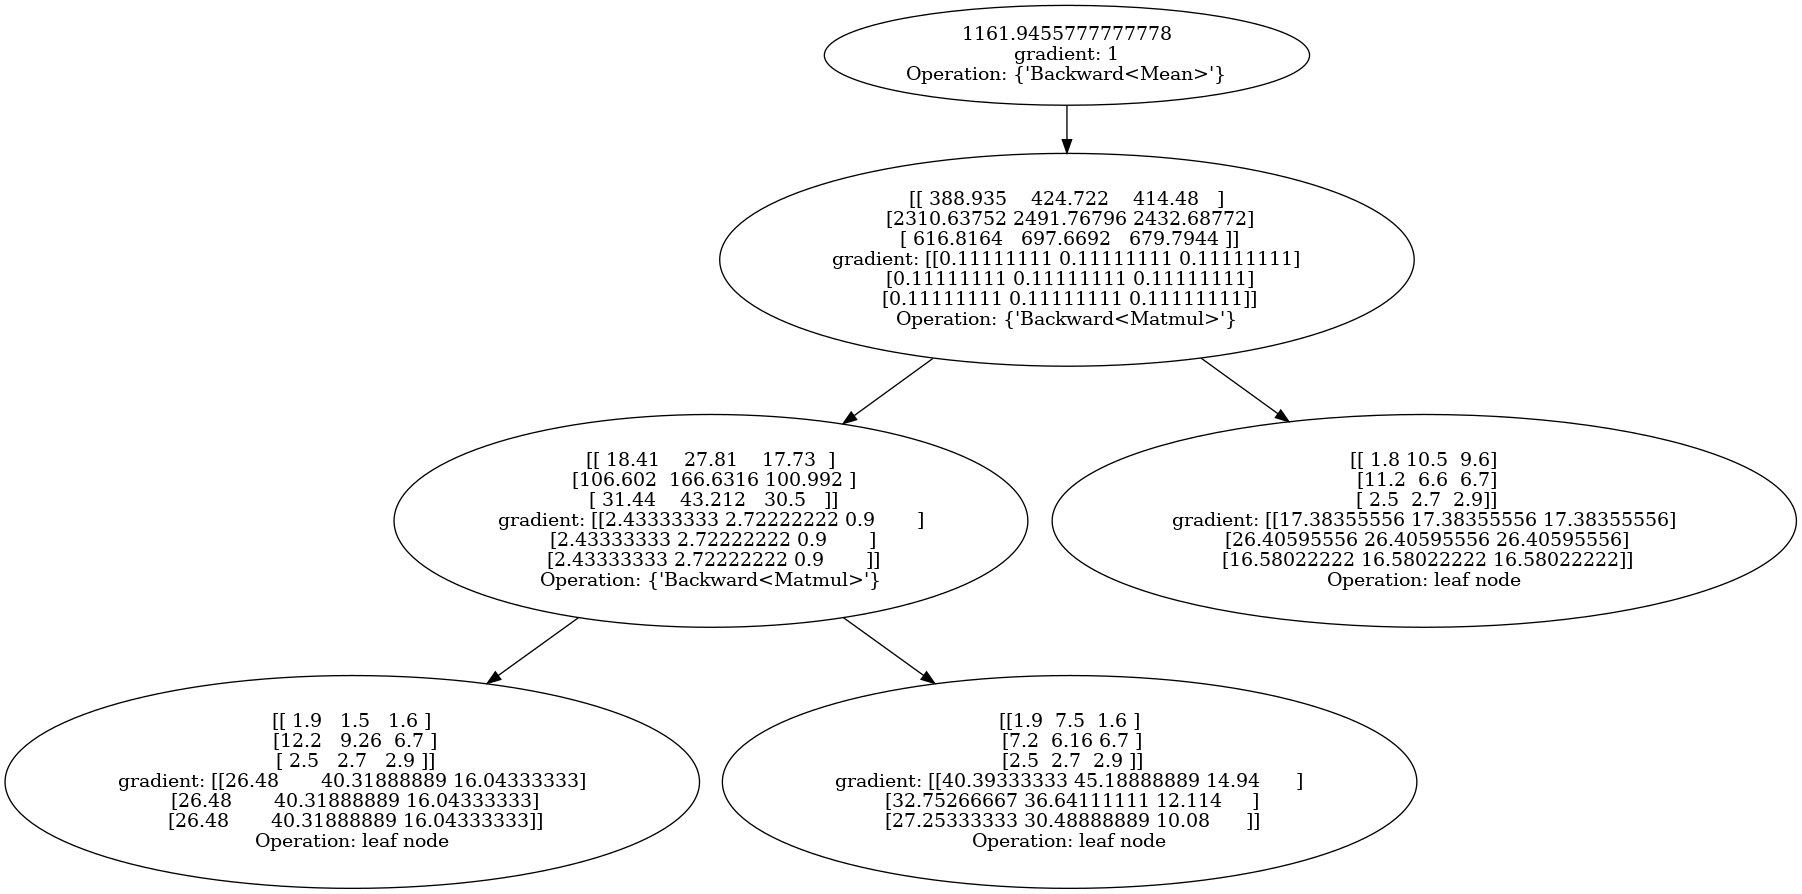 1161.9455777777778
gradient: 1
Operation: {'Backward<Mean>'}
[[ 388.935    424.722    414.48   ]
[2310.63752 2491.76796 2432.68772]
[ 616.8164   697.6692   679.7944 ]]
gradient: [[0.11111111 0.11111111 0.11111111]
[0.11111111 0.11111111 0.11111111]
[0.11111111 0.11111111 0.11111111]]
Operation: {'Backward<Matmul>'}
[[ 18.41    27.81    17.73  ]
[106.602  166.6316 100.992 ]
[ 31.44    43.212   30.5   ]]
gradient: [[2.43333333 2.72222222 0.9       ]
[2.43333333 2.72222222 0.9       ]
[2.43333333 2.72222222 0.9       ]]
Operation: {'Backward<Matmul>'}
[[ 1.8 10.5  9.6]
[11.2  6.6  6.7]
[ 2.5  2.7  2.9]]
gradient: [[17.38355556 17.38355556 17.38355556]
[26.40595556 26.40595556 26.40595556]
[16.58022222 16.58022222 16.58022222]]
Operation: leaf node
[[ 1.9   1.5   1.6 ]
[12.2   9.26  6.7 ]
[ 2.5   2.7   2.9 ]]
gradient: [[26.48       40.31888889 16.04333333]
[26.48       40.31888889 16.04333333]
[26.48       40.31888889 16.04333333]]
Operation: leaf node
[[1.9  7.5  1.6 ]
[7.2  6.16 6.7 ]
[2.5  2.7  2.9 ]]
gradient: [[40.39333333 45.18888889 14.94      ]
[32.75266667 36.64111111 12.114     ]
[27.25333333 30.48888889 10.08      ]]
Operation: leaf node